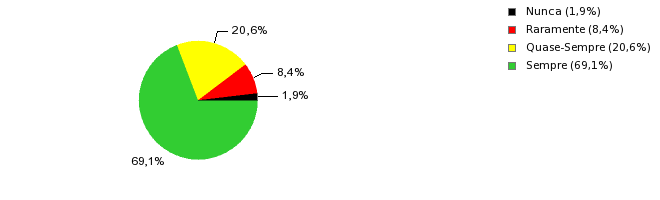 Nunca (1,9%)
Raramente (8,4%)
Quase-Sempre (20,6%)
Sempre (69,1%)
20,6%
8,4%
1,9%
69,1%